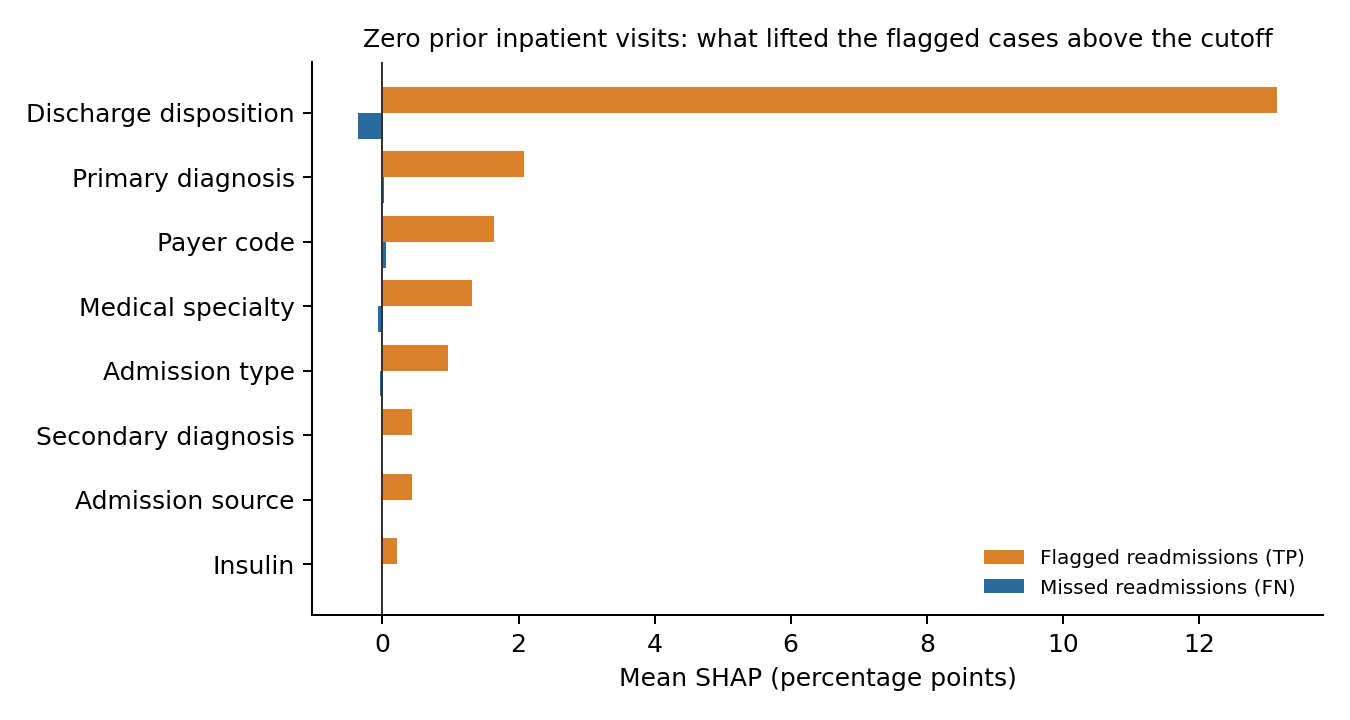 Zero prior inpatient visits: what lifted the flagged cases above the cutoff
Discharge disposition
Primary diagnosis
Payer code
Medical specialty
Admission type
Secondary diagnosis
Admission source
Insulin
Flagged readmissions (TP)
Missed readmissions (FN)
0 2 4 6 8 10 12
Mean SHAP (percentage points)